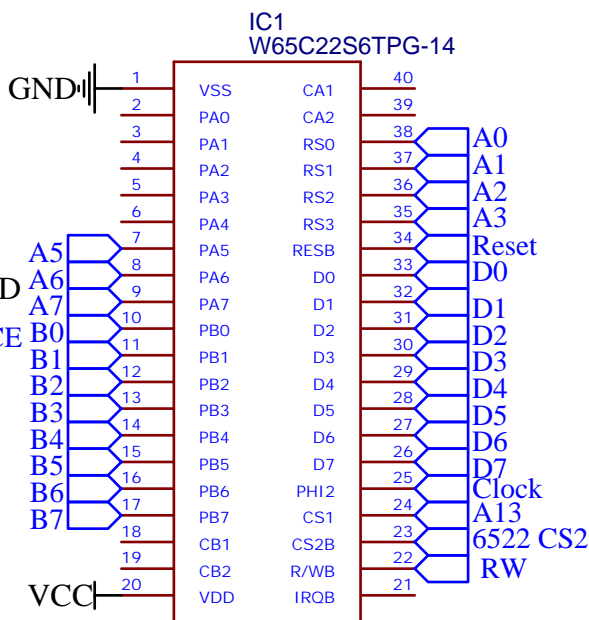 IC1
W65C22S6TPG-14
GND 1 VSS CA1 40
2 PA0 CA2 39
3 PA1 RS0 38 A0
4 PA2 RS1 37 A1
5 PA3 RS2 36 A2
6 PA4 RS3 35 A3
A5 7 PA5 RESB 34 Reset
D A6 8 PA6 D0 33 D0
A7 9 PA7 D1 32 D1
CE B0 10 PB0 D2 31 D2
B1 11 PB1 D3 30 D3
B2 12 PB2 D4 29 D4
B3 13 PB3 D5 28 D5
B4 14 PB4 D6 27 D6
B5 15 PB5 D7 26 D7
B6 16 PB6 PHI2 25 Clock
B7 17 PB7 CS1 24 A13
18 CB1 CS2B 23 6522 CS2
19 CB2 R/WB 22 RW
VCC 20 VDD IRQB 21